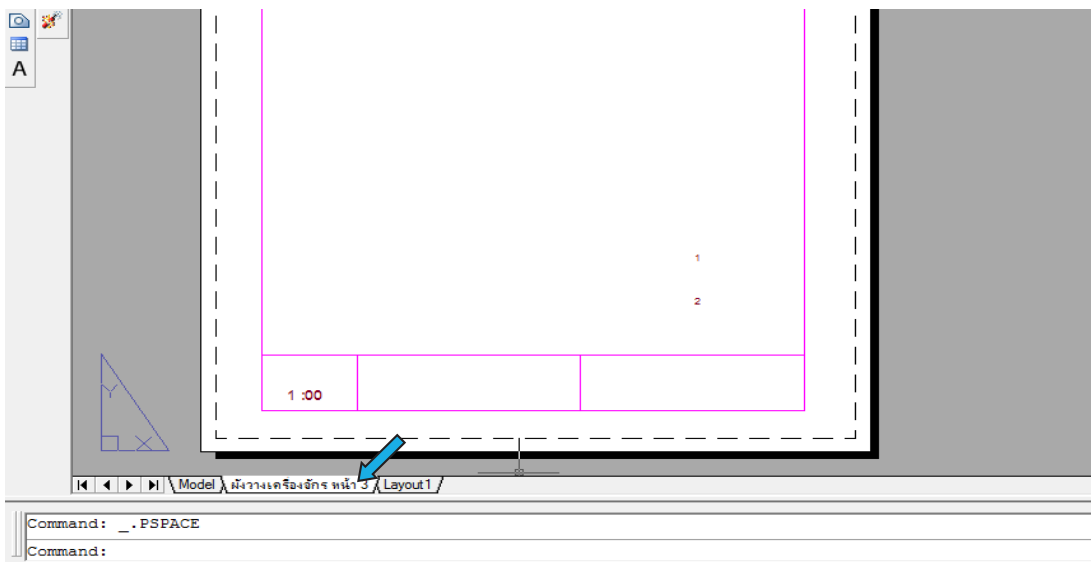 A
1
2
1 :00
Y
X
Model ผังวางเครื่องจักร หน้า 3 Layout1
Command: _.PSPACE
Command: